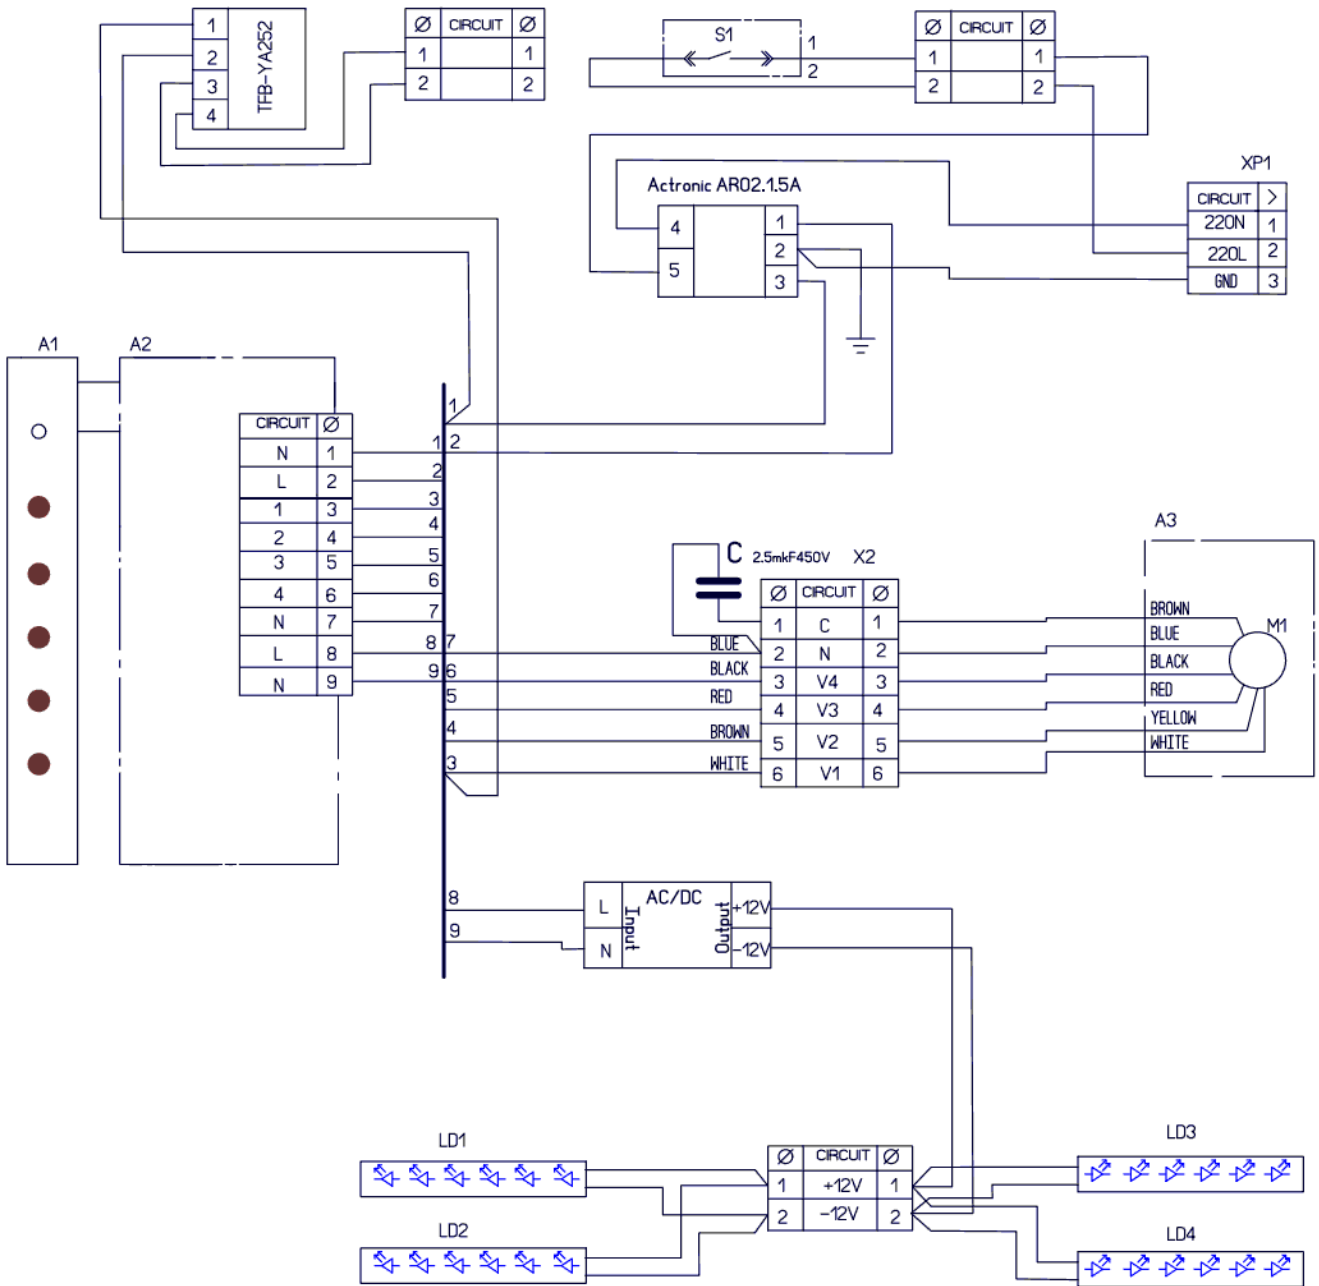 1
2
3
4
TFB-YA252
Ø CIRCUIT Ø
1 1
2 2
S1
1
2
Ø CIRCUIT Ø
1 1
2 2
XP1
CIRCUIT >
220N 1
220L 2
GND 3
Actronic AR02.1.5A
4 1
5 2
3
A1
A2
CIRCUIT Ø
N 1
L 2
1 3
2 4
3 5
4 6
N 7
L 8
N 9
1
1 2
2
3
4
5
6
7
8 7
9 6
5
4
3
8
9
BLUE
BLACK
RED
BROWN
WHITE
C 2.5mkF450V X2
Ø CIRCUIT Ø
1 C 1
2 N 2
3 V4 3
4 V3 4
5 V2 5
6 V1 6
A3
BROWN
BLUE
BLACK
RED
YELLOW
WHITE
M1
AC/DC
L
N
Input
Output
+12V
-12V
LD1
LD2
Ø CIRCUIT Ø
1 +12V 1
2 -12V 2
LD3
LD4